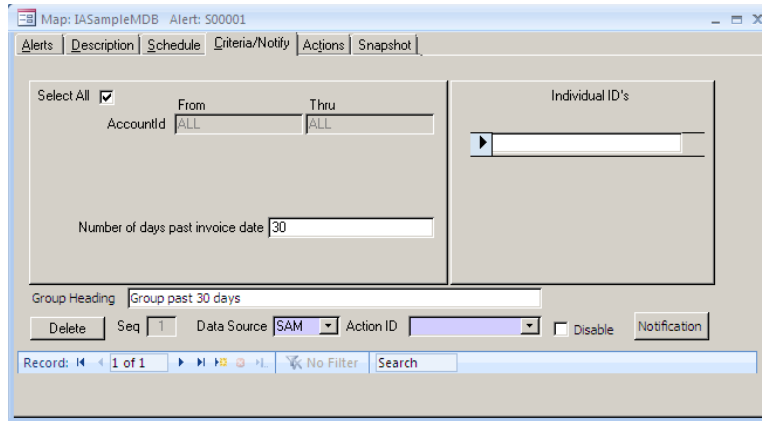 Map: IASampleMDB Alert: S00001
Alerts Description Schedule Criteria/Notify Actions Snapshot
Select All From Thru Individual ID's
AccountId ALL ALL
Number of days past invoice date 30
Group Heading Group past 30 days
Delete Seq 1 Data Source SAM Action ID Disable Notification
Record: 1 of 1 No Filter Search